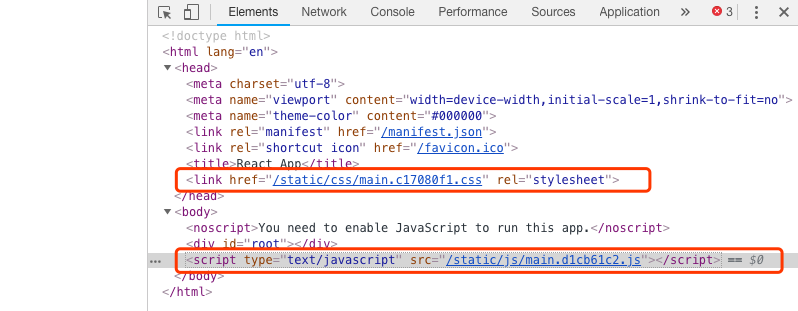 Elements Network Console Performance Sources Application » 3
<!doctype html>
<html lang="en">
<head>
<meta charset="utf-8">
<meta name="viewport" content="width=device-width,initial-scale=1,shrink-to-fit=no">
<meta name="theme-color" content="#000000">
<link rel="manifest" href="/manifest.json">
<link rel="shortcut icon" href="/favicon.ico">
<title>React App</title>
<link href="/static/css/main.c17080f1.css" rel="stylesheet">
</head>
<body>
<noscript>You need to enable JavaScript to run this app.</noscript>
<div id="root"></div>
<script type="text/javascript" src="/static/js/main.d1cb61c2.js"></script> == $0
</body>
</html>